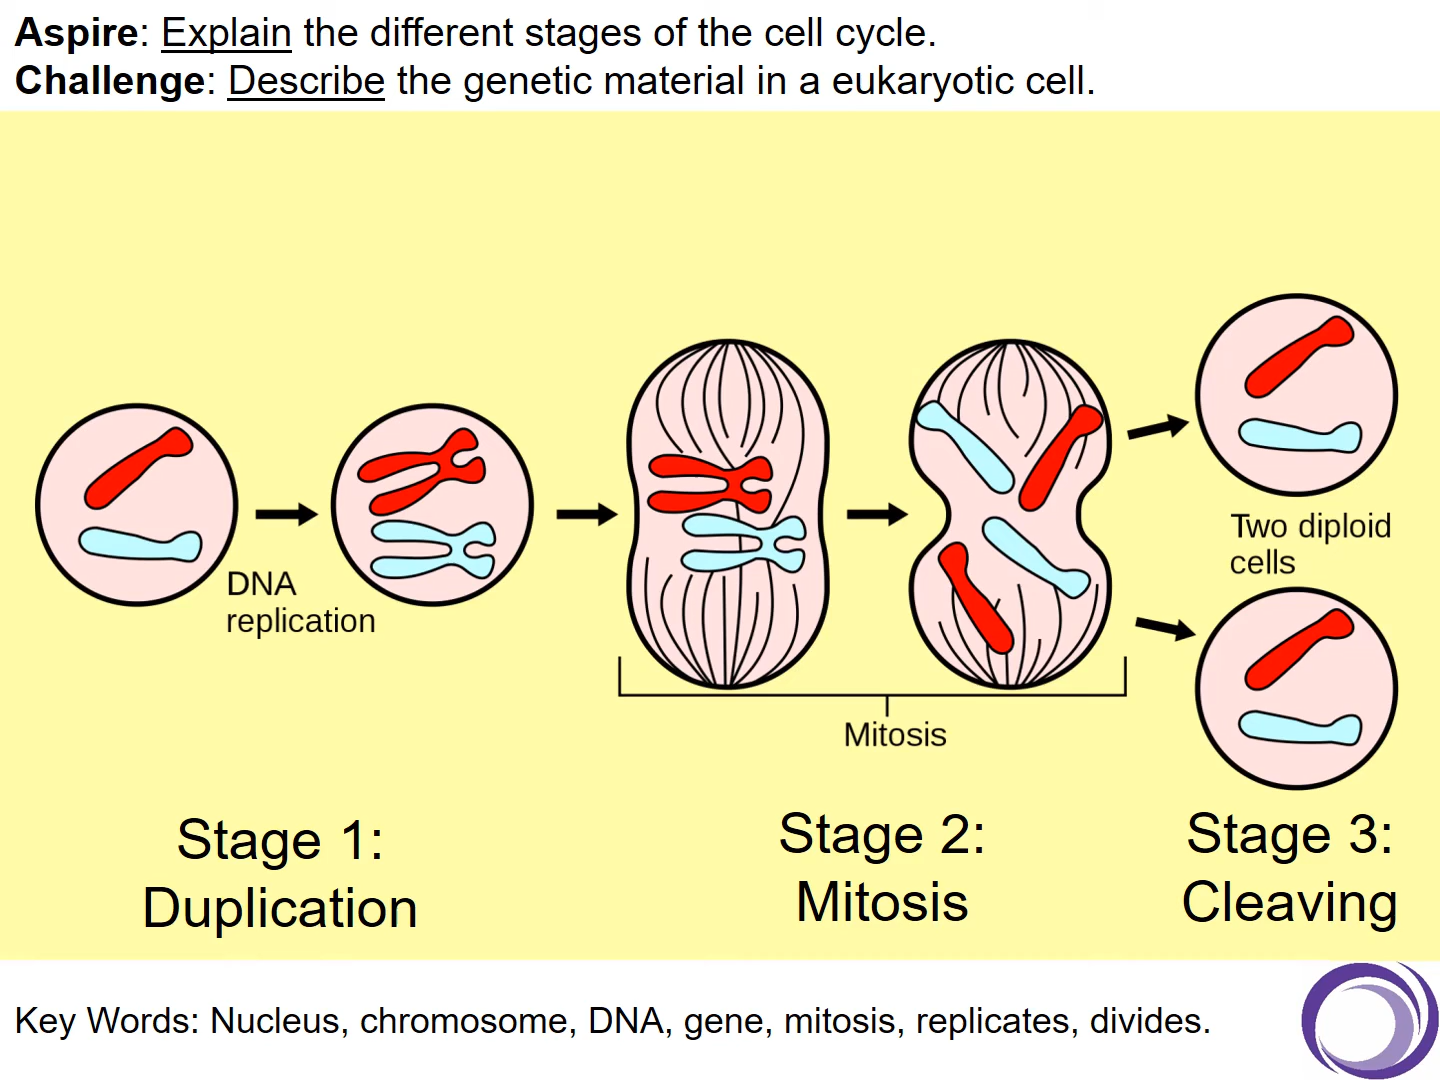 Aspire: Explain the different stages of the cell cycle.
Challenge: Describe the genetic material in a eukaryotic cell.
DNA
replication
Mitosis
Two diploid
cells
Stage 1:
Duplication
Stage 2:
Mitosis
Stage 3:
Cleaving
Key Words: Nucleus, chromosome, DNA, gene, mitosis, replicates, divides.